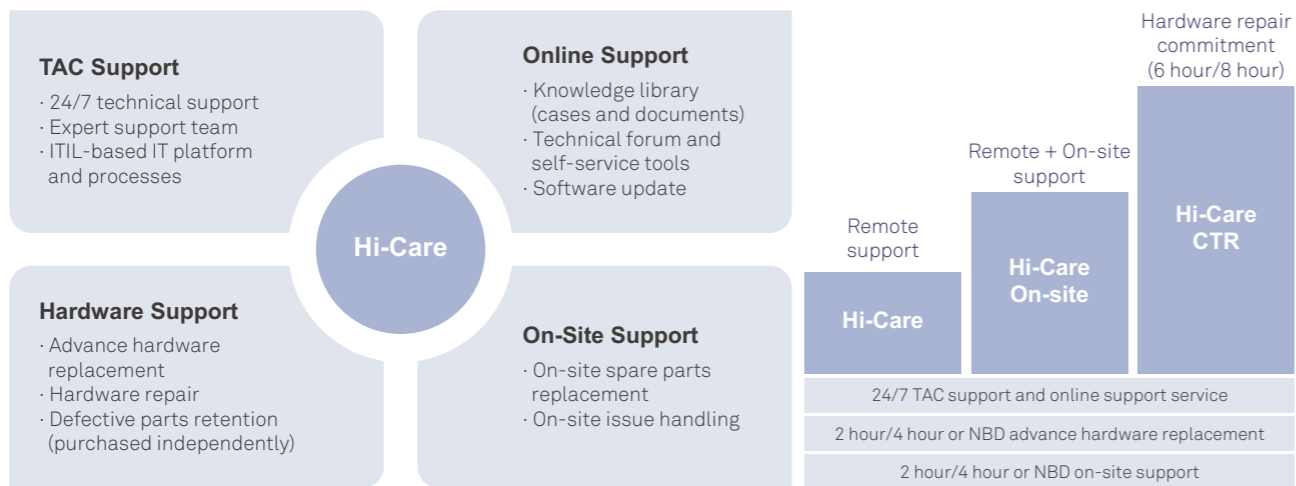 TAC Support
· 24/7 technical support
· Expert support team
· ITIL-based IT platform
and processes
Online Support
· Knowledge library
(cases and documents)
· Technical forum and
self-service tools
· Software update
Hi-Care
Hardware Support
· Advance hardware
replacement
· Hardware repair
· Defective parts retention
(purchased independently)
On-Site Support
· On-site spare parts
replacement
· On-site issue handling
Remote
support
Hi-Care
Remote + On-site
support
Hi-Care
On-site
Hardware repair
commitment
(6 hour/8 hour)
Hi-Care
CTR
24/7 TAC support and online support service
2 hour/4 hour or NBD advance hardware replacement
2 hour/4 hour or NBD on-site support